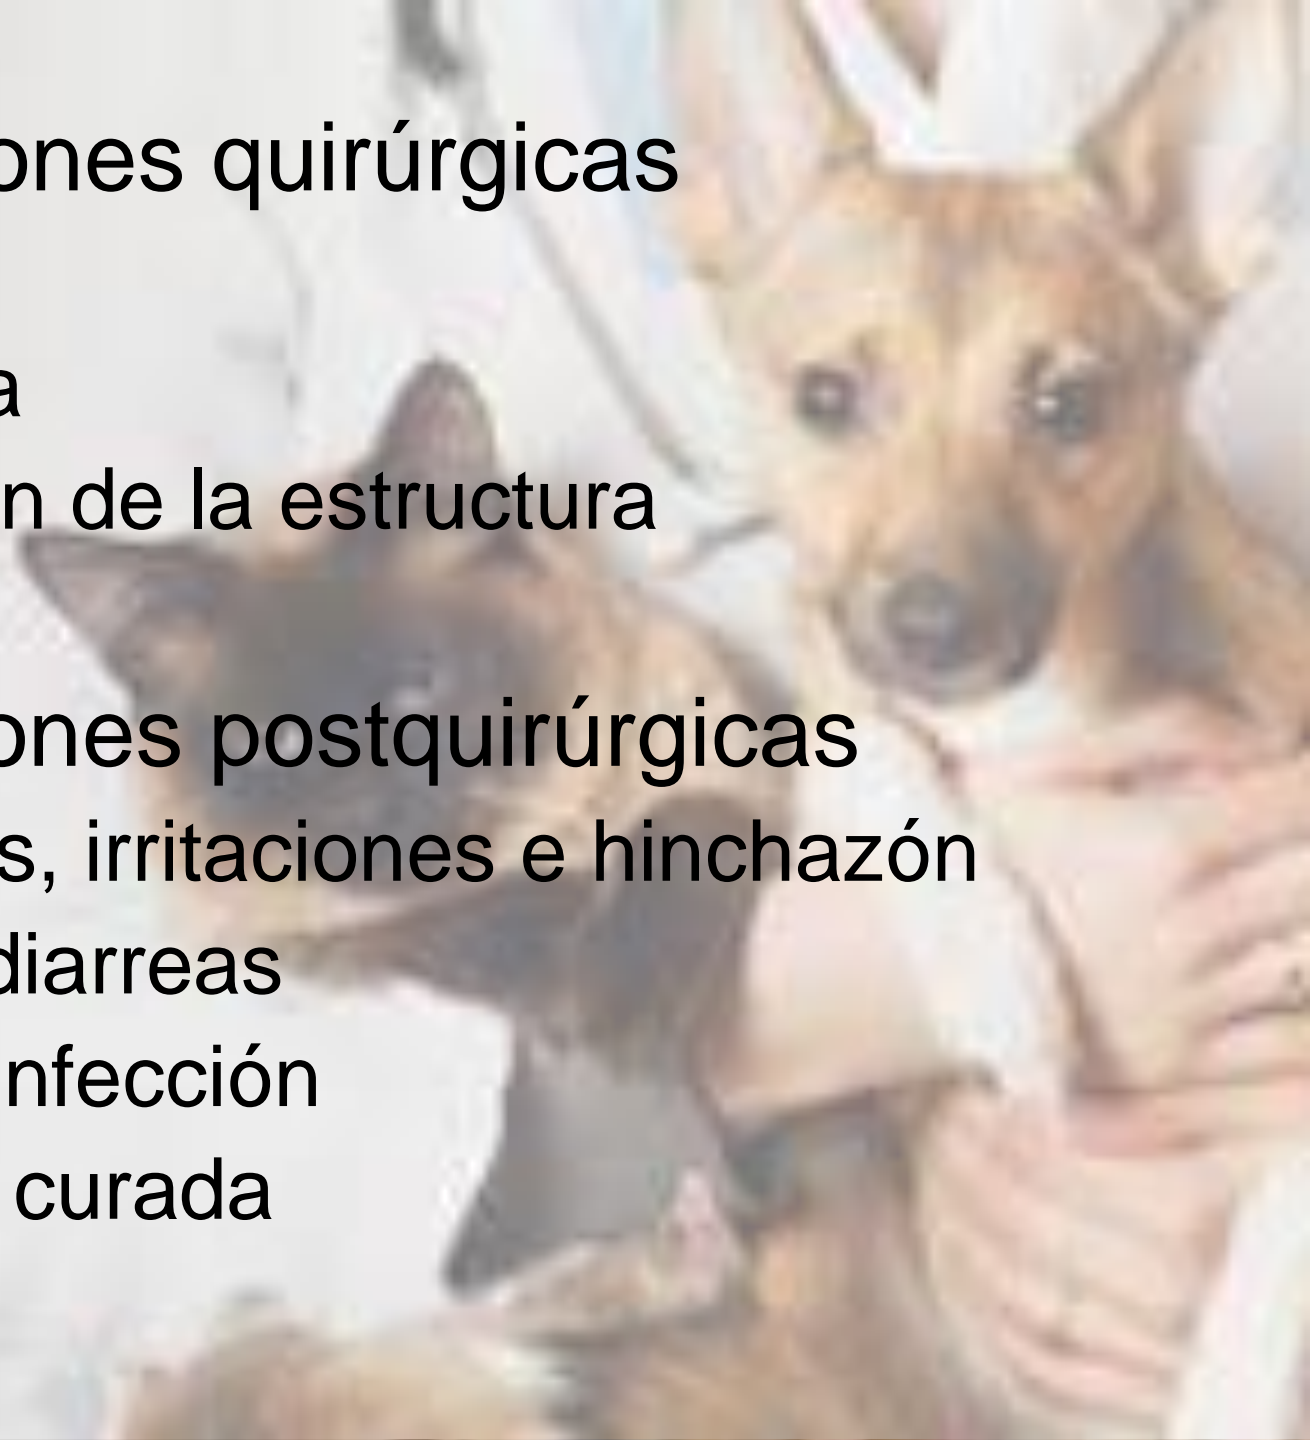 ones quirúrgicas
a
n de la estructura
ones postquirúrgicas
s, irritaciones e hinchazón
diarreas
nfección
curada